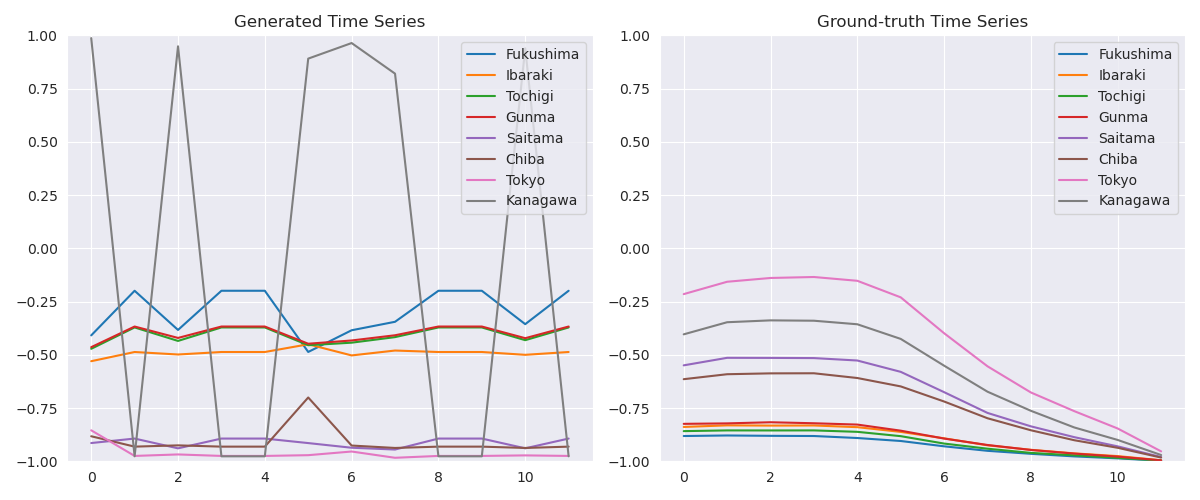 Generated Time Series
1.00
0.75
0.50
0.25
0.00
−0.25
−0.50
−0.75
−1.00
0 2 4 6 8 10
Fukushima
Ibaraki
Tochigi
Gunma
Saitama
Chiba
Tokyo
Kanagawa
Ground-truth Time Series
1.00
0.75
0.50
0.25
0.00
−0.25
−0.50
−0.75
−1.00
0 2 4 6 8 10
Fukushima
Ibaraki
Tochigi
Gunma
Saitama
Chiba
Tokyo
Kanagawa